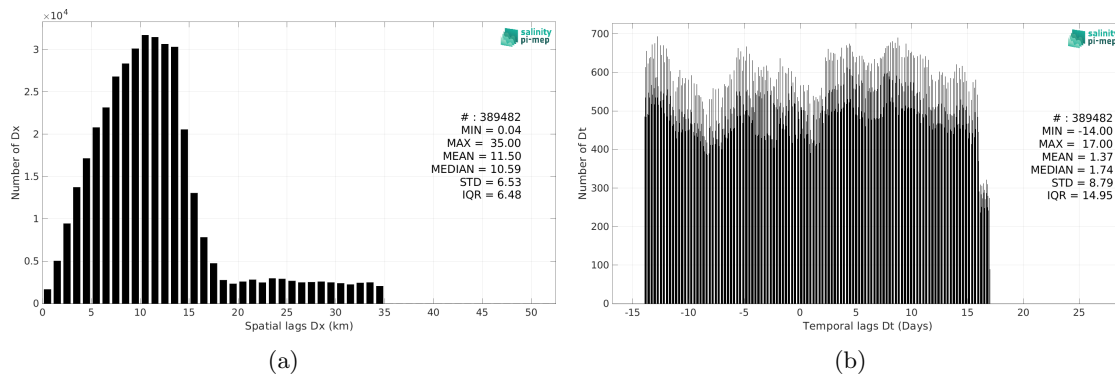 ×10⁴
3
2.5
2
1.5
1
0.5
0
Number of Dx
0 5 10 15 20 25 30 35 40 45 50
Spatial lags Dx (km)
salinity
pi-mep
# : 389482
MIN = 0.04
MAX = 35.00
MEAN = 11.50
MEDIAN = 10.59
STD = 6.53
IQR = 6.48
(a)
700
600
500
400
300
200
100
0
Number of Dt
-15 -10 -5 0 5 10 15 20 25
Temporal lags Dt (Days)
salinity
pi-mep
# : 389482
MIN = -14.00
MAX = 17.00
MEAN = 1.37
MEDIAN = 1.74
STD = 8.79
IQR = 14.95
(b)